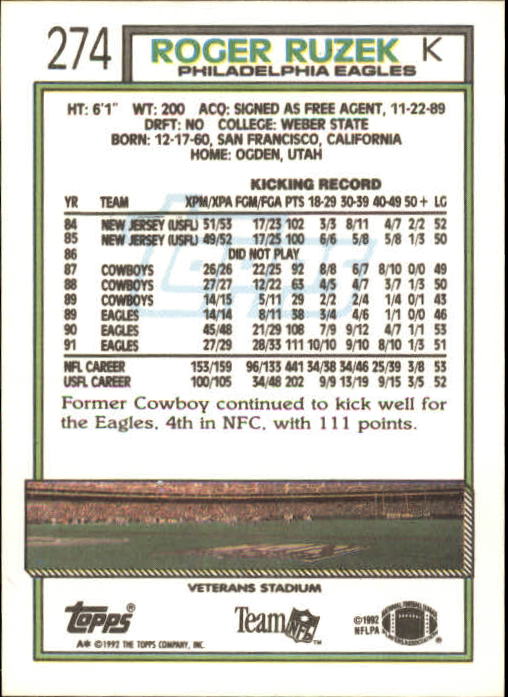 274 ROGER RUZEK K
PHILADELPHIA EAGLES
HT: 6'1" WT: 200 ACQ: SIGNED AS FREE AGENT, 11-22-89
DRFT: NO COLLEGE: WEBER STATE
BORN: 12-17-60, SAN FRANCISCO, CALIFORNIA
HOME: OGDEN, UTAH
KICKING RECORD
YR TEAM XPM/XPA FGM/FGA PTS 18-29 30-39 40-49 50 + LG
84 NEW JERSEY (USFL) 51/53 17/23 102 3/3 8/11 4/7 2/2 52
85 NEW JERSEY (USFL) 49/52 17/25 100 6/6 5/8 5/8 1/3 50
86 DID NOT PLAY
87 COWBOYS 26/26 22/25 92 8/8 6/7 8/10 0/0 49
88 COWBOYS 27/27 12/22 63 4/5 4/7 3/7 1/3 50
89 COWBOYS 14/15 5/11 29 2/2 2/4 1/4 0/1 43
89 EAGLES 14/14 8/11 38 3/4 4/6 1/1 0/0 46
90 EAGLES 45/48 21/29 108 7/9 9/12 4/7 1/1 53
91 EAGLES 27/29 28/33 111 10/10 9/10 8/10 1/3 51
NFL CAREER 153/159 96/133 441 34/38 34/46 25/39 3/8 53
USFL CAREER 100/105 34/48 202 9/9 13/19 9/15 3/5 52
Former Cowboy continued to kick well for
the Eagles, 4th in NFC, with 111 points.
VETERANS STADIUM
TOPPS® Team NFL™ ©1992 NFLPA
A* ©1992 THE TOPPS COMPANY, INC.